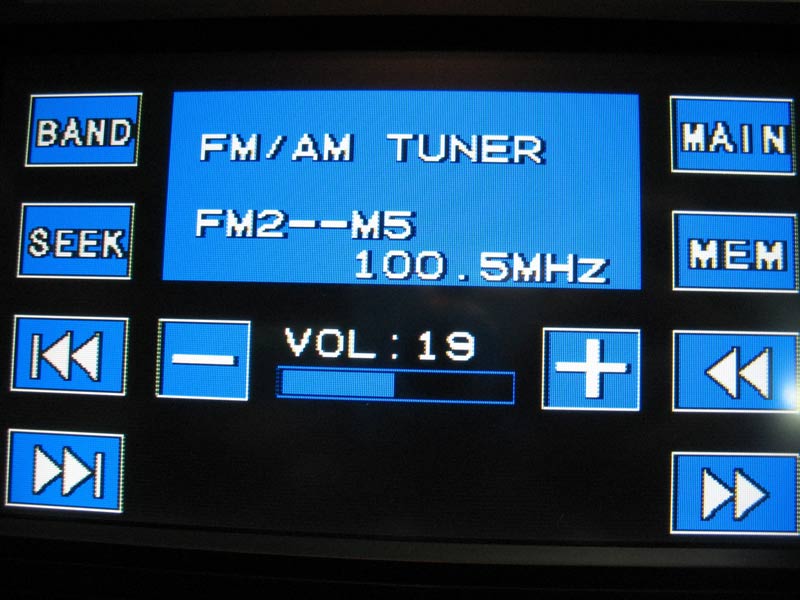 BAND
FM/AM TUNER
MAIN
SEEK
FM2--M5
100.5MHz
MEM
VOL:19